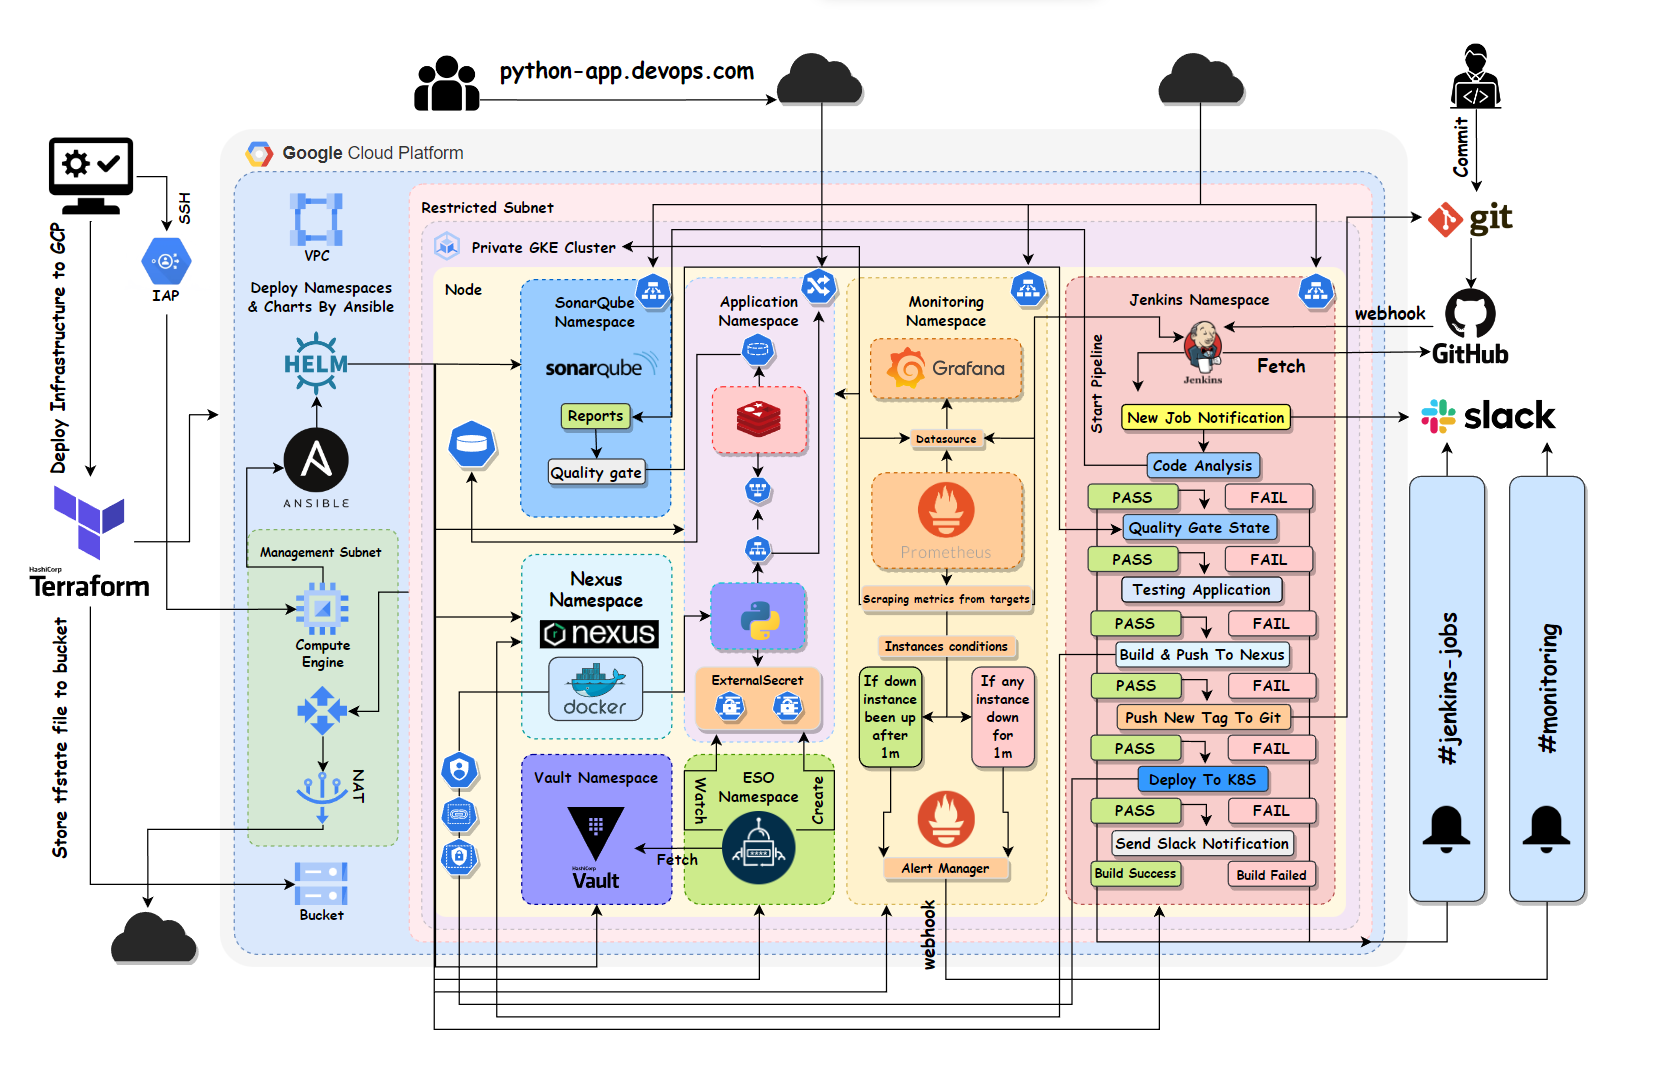 python-app.devops.com
Google Cloud Platform
Commit
SSH
Restricted Subnet
git
Deploy Infrastructure to GCP
VPC
Private GKE Cluster
IAP
Deploy Namespaces
& Charts By Ansible
Node
SonarQube
Namespace
Application
Namespace
Monitoring
Namespace
Jenkins Namespace
webhook
GitHub
HELM
sonarqube
Grafana
Jenkins
Fetch
Start Pipeline
Reports
New Job Notification
slack
Datasource
Quality gate
Code Analysis
ANSIBLE
PASS
FAIL
Quality Gate State
Prometheus
Management Subnet
PASS
FAIL
HashiCorp
Terraform
Nexus
Namespace
Testing Application
Scraping metrics from targets
PASS
FAIL
nexus
Compute
Engine
Instances conditions
Build & Push To Nexus
Store tfstate file to bucket
docker
ExternalSecret
If down
instance
been up
after
1m
If any
instance
down
for
1m
PASS
FAIL
Push New Tag To Git
#jenkins-jobs
#monitoring
PASS
FAIL
NAT
Vault Namespace
ESO
Namespace
Watch
Create
Deploy To K8S
PASS
FAIL
Send Slack Notification
Fetch
HashiCorp
Vault
****
Alert Manager
Build Success
Build Failed
Bucket
webhook